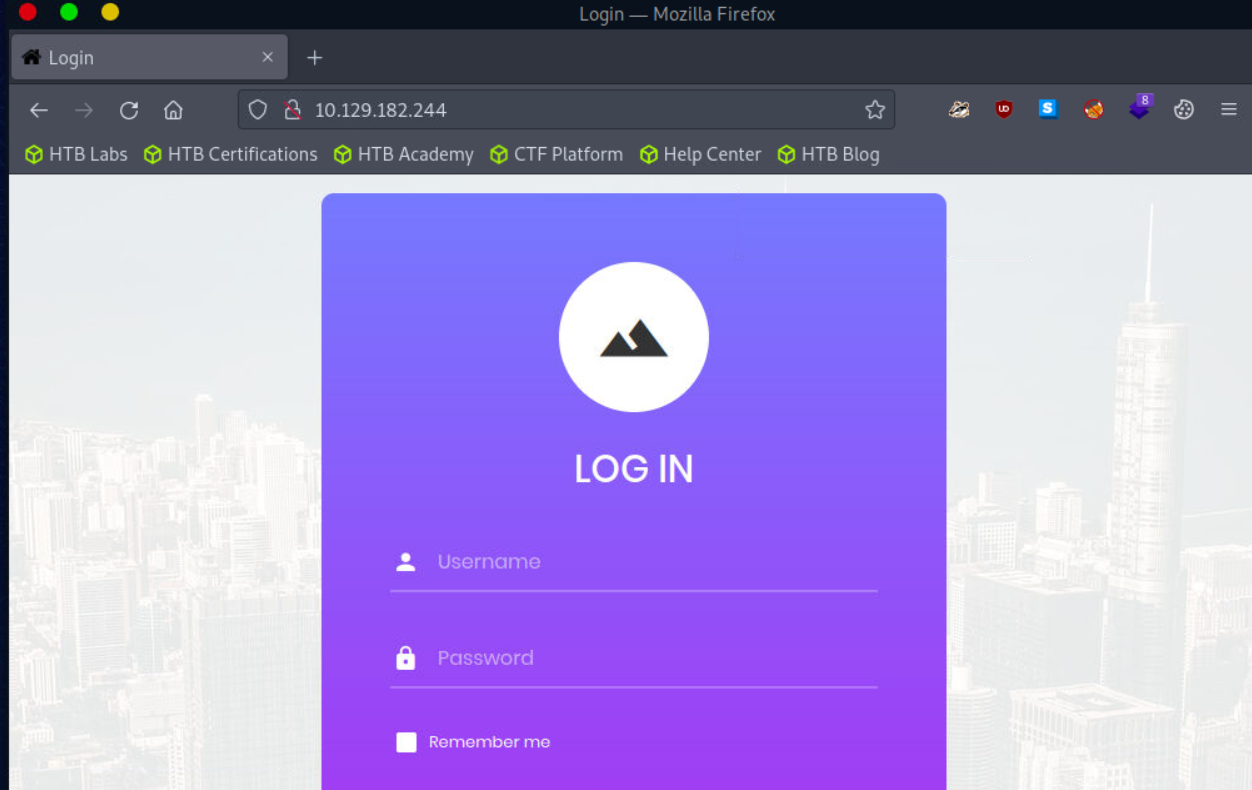 Login — Mozilla Firefox
Login
10.129.182.244
8
HTB Labs HTB Certifications HTB Academy CTF Platform Help Center HTB Blog
LOG IN
Username
Password
Remember me